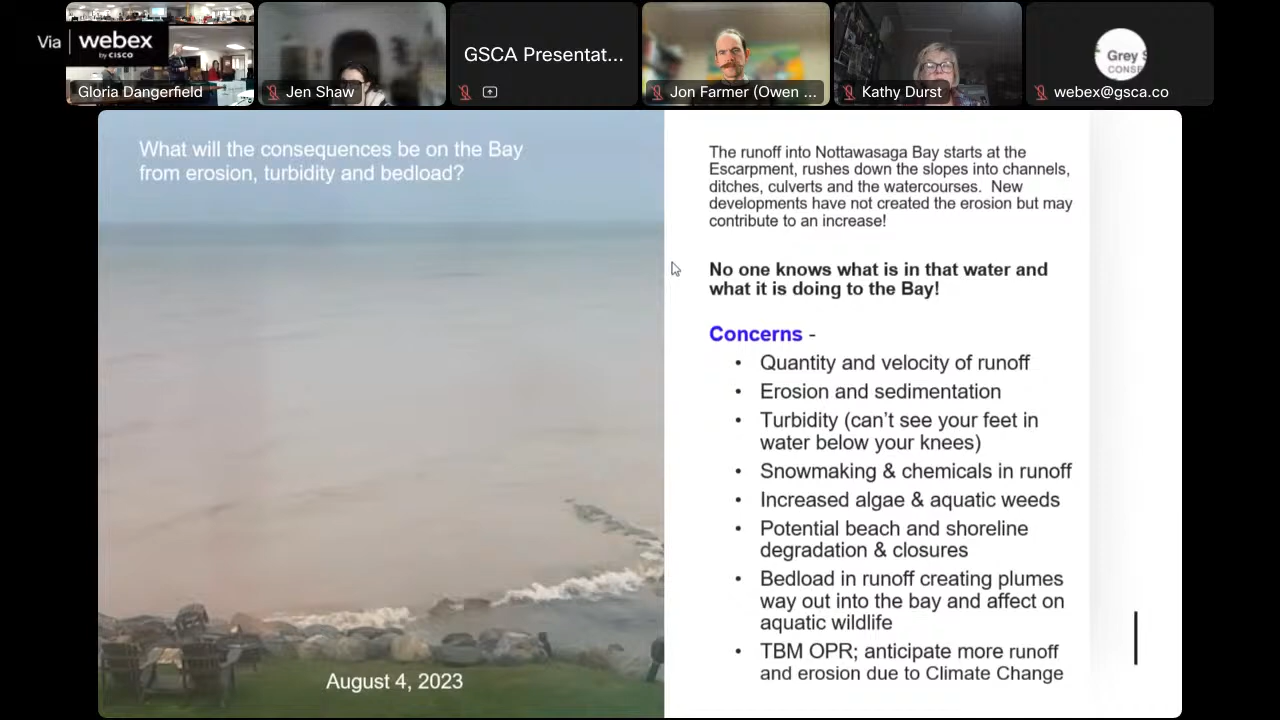 Via webex
by CISCO
Gloria Dangerfield
Jen Shaw
GSCA Presentat...
Jon Farmer (Owen ...
Kathy Durst
Grey
CONSE
webex@gsca.co
What will the consequences be on the Bay
from erosion, turbidity and bedload?
August 4, 2023
The runoff into Nottawasaga Bay starts at the
Escarpment, rushes down the slopes into channels,
ditches, culverts and the watercourses. New
developments have not created the erosion but may
contribute to an increase!
No one knows what is in that water and
what it is doing to the Bay!
Concerns -
• Quantity and velocity of runoff
• Erosion and sedimentation
• Turbidity (can't see your feet in
water below your knees)
• Snowmaking & chemicals in runoff
• Increased algae & aquatic weeds
• Potential beach and shoreline
degradation & closures
• Bedload in runoff creating plumes
way out into the bay and affect on
aquatic wildlife
• TBM OPR; anticipate more runoff
and erosion due to Climate Change